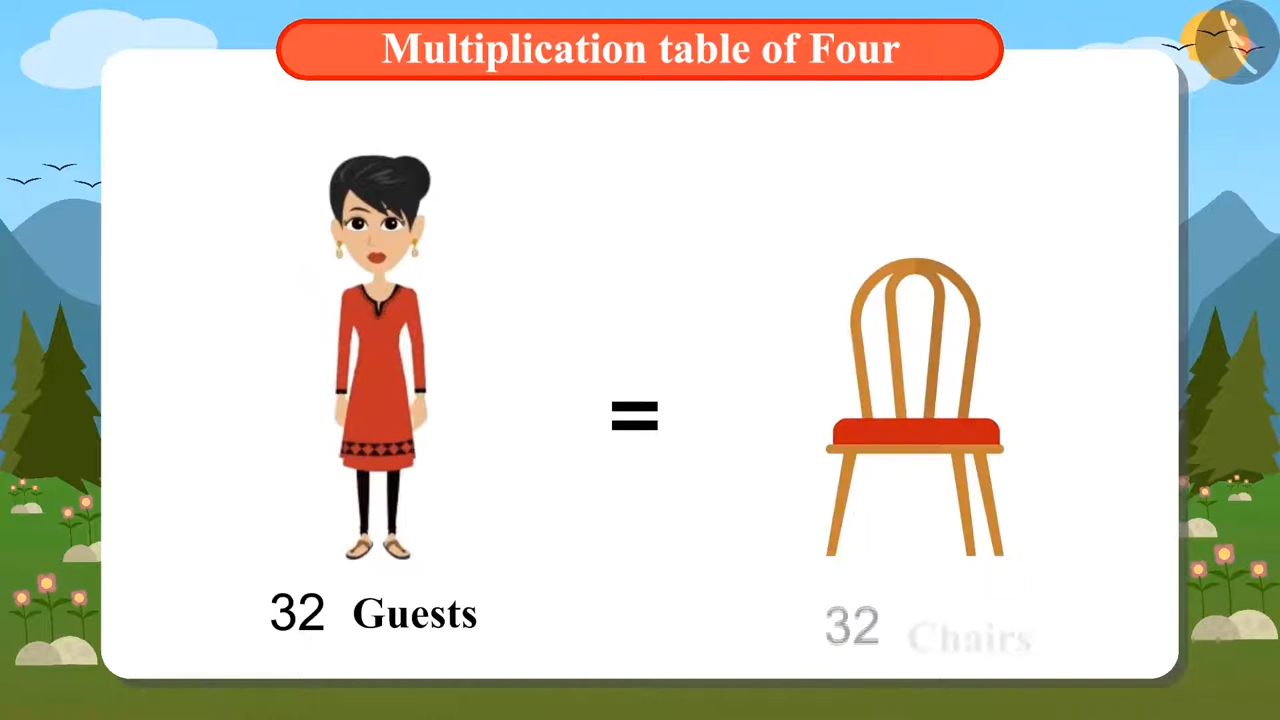 Multiplication table of Four
=
32 Guests
32 Chairs